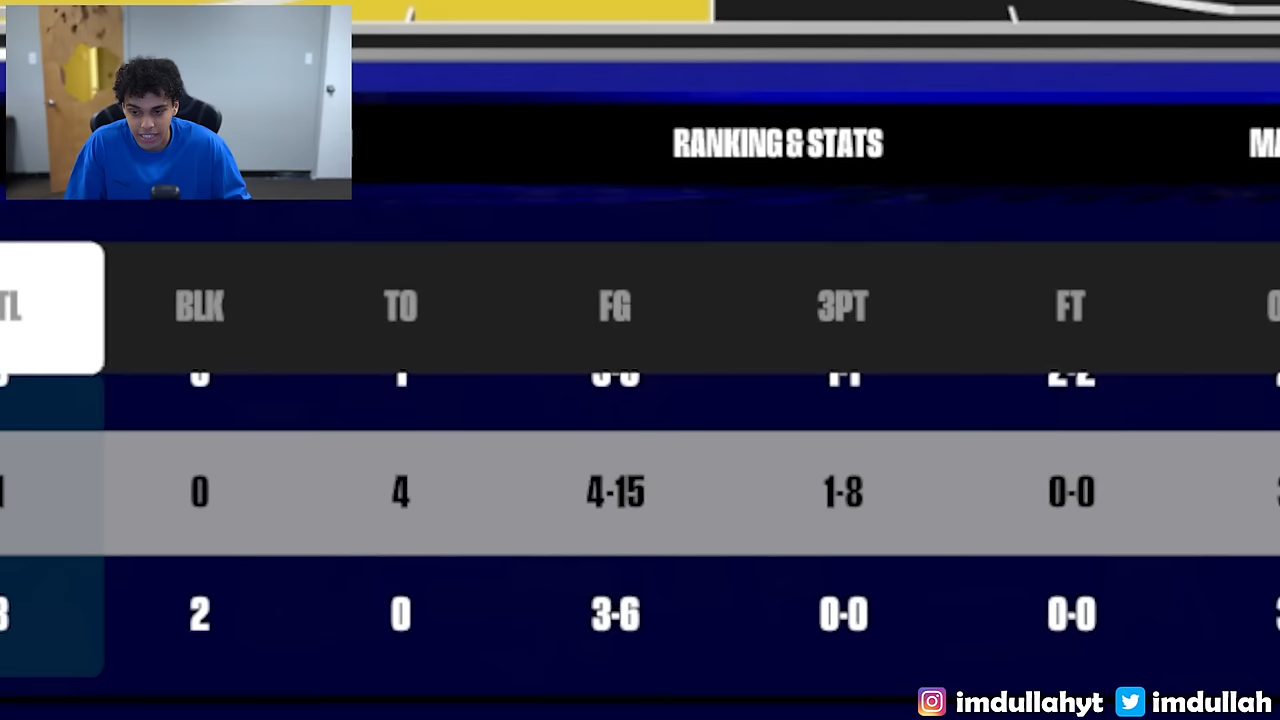 RANKING & STATS
BLK TO FG 3PT FT
0 4 4-15 1-8 0-0
2 0 3-6 0-0 0-0
imdullahyt imdullah